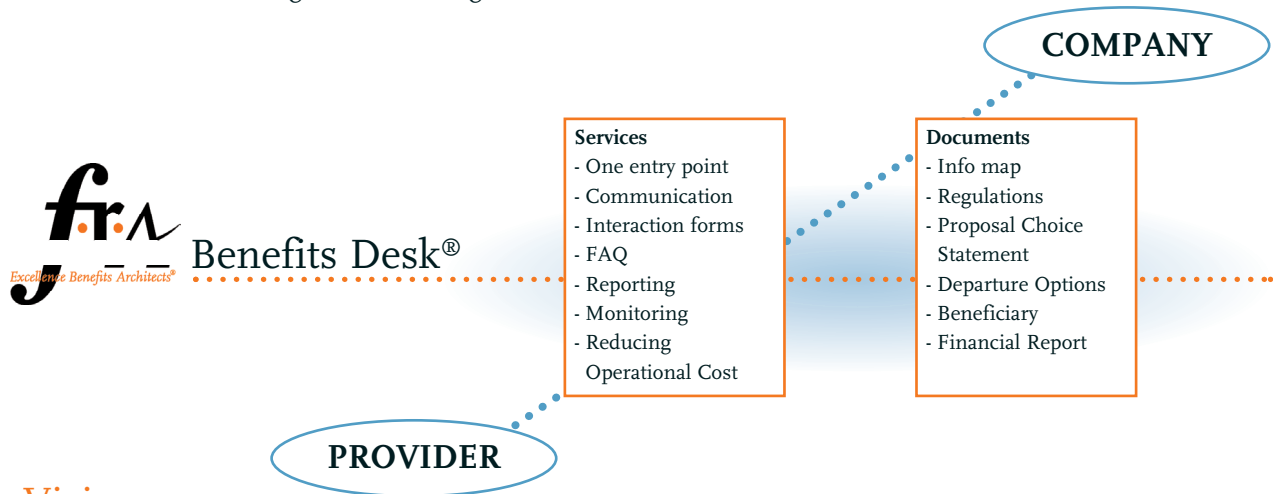 COMPANY
Services
- One entry point
- Communication
- Interaction forms
- FAQ
- Reporting
- Monitoring
- Reducing
Operational Cost
Documents
- Info map
- Regulations
- Proposal Choice
Statement
- Departure Options
- Beneficiary
- Financial Report
f.r.A
Excellence Benefits Architects®
Benefits Desk®
PROVIDER